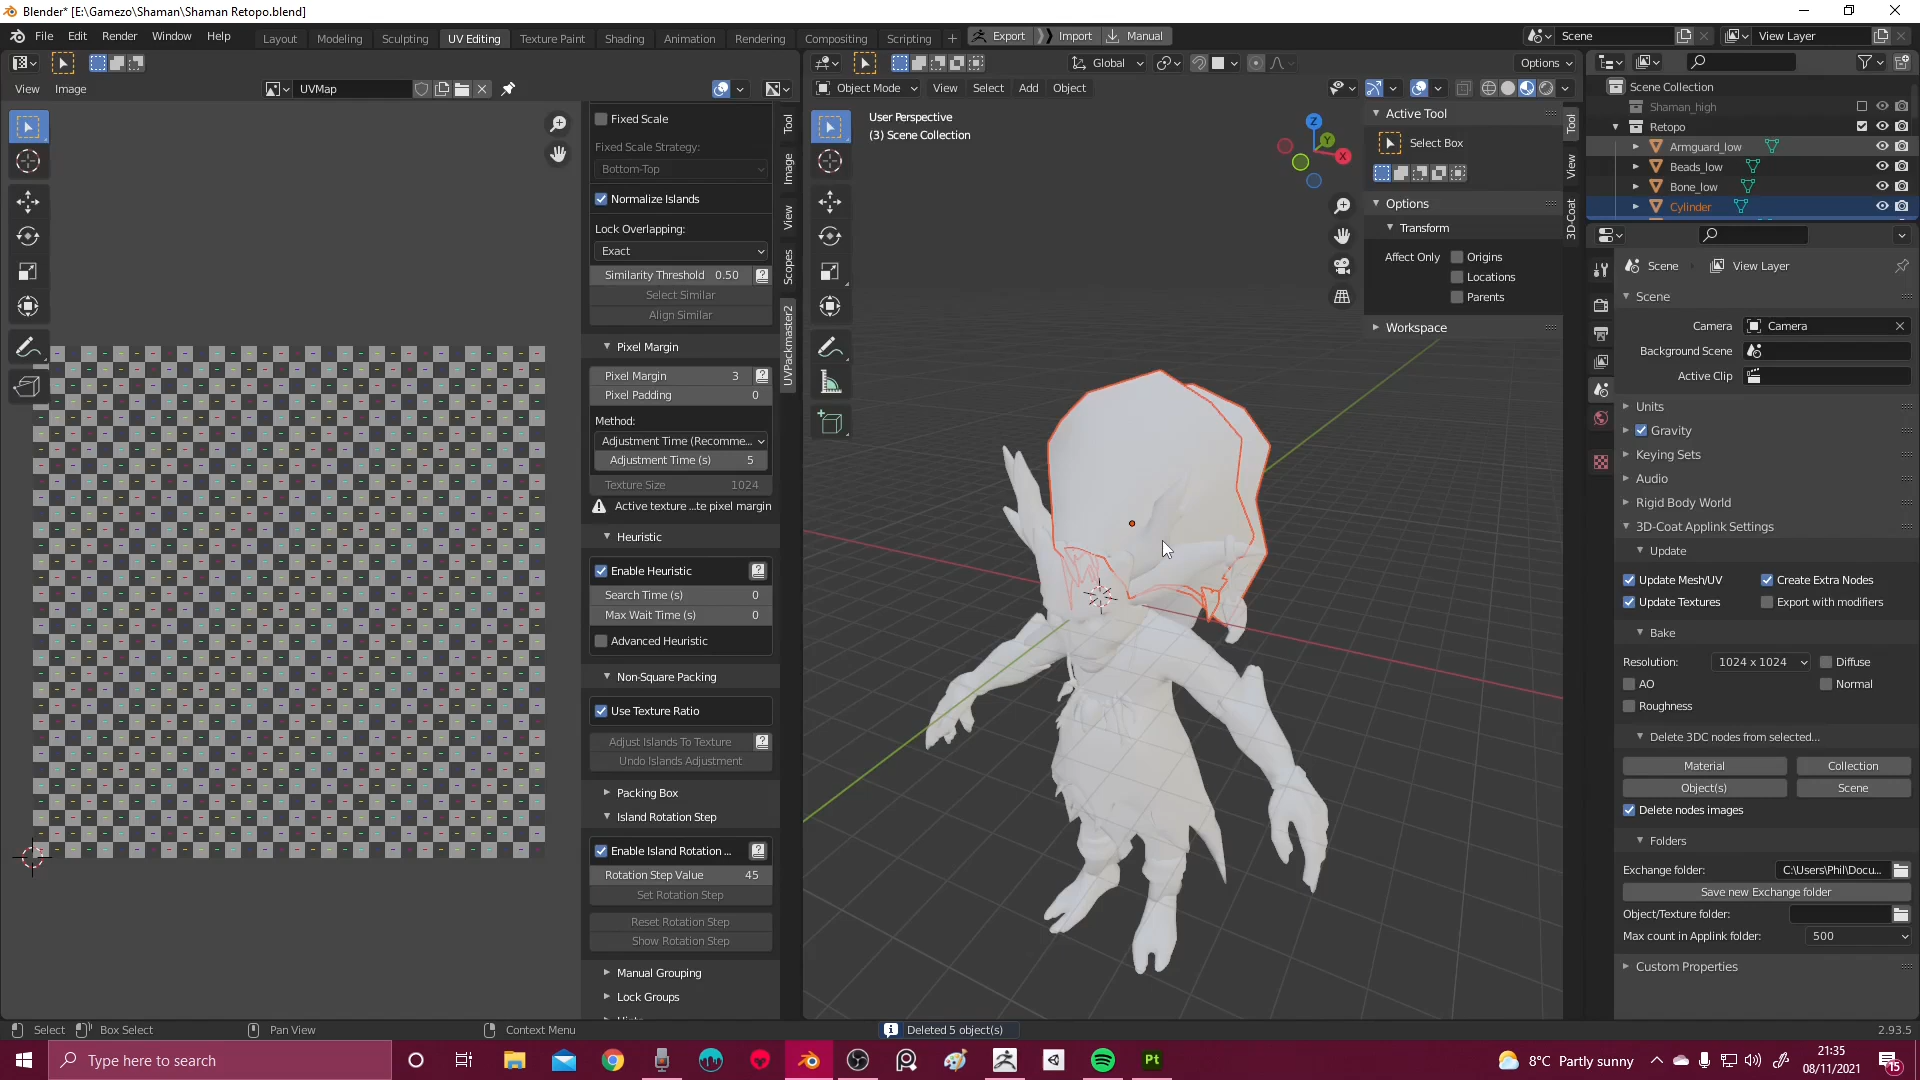 Blender* [E:\Gamezo\Shaman\Shaman Retopo.blend]
File Edit Render Window Help Layout Modeling Sculpting UV Editing Texture Paint Shading Animation Rendering Compositing Scripting Export Import Manual Scene View Layer
Global Options
View Image UVMap Object Mode View Select Add Object
Scene Collection
Shaman_high
Retopo
Armguard_low
Beads_low
Bone_low
Cylinder
Fixed Scale
Fixed Scale Strategy:
Bottom-Top
Normalize Islands
Lock Overlapping:
Exact
Similarity Threshold 0.50
Select Similar
Align Similar
Pixel Margin
Pixel Margin 3
Pixel Padding 0
Method:
Adjustment Time (Recomme...
Adjustment Time (s) 5
Texture Size 1024
Active texture ...te pixel margin
Heuristic
Enable Heuristic
Search Time (s) 0
Max Wait Time (s) 0
Advanced Heuristic
Non-Square Packing
Use Texture Ratio
Adjust Islands To Texture
Undo Islands Adjustment
Packing Box
Island Rotation Step
Enable Island Rotation ...
Rotation Step Value 45
Set Rotation Step
Reset Rotation Step
Show Rotation Step
Manual Grouping
Lock Groups
Tool
Image
View
Scopes
UVPackmaster2
User Perspective
(3) Scene Collection
Z
Y
X
Active Tool
Select Box
Options
Transform
Affect Only Origins
Locations
Parents
Workspace
Tool
View
3D-Coat
Scene View Layer
Scene
Camera Camera
Background Scene
Active Clip
Units
Gravity
Keying Sets
Audio
Rigid Body World
3D-Coat Applink Settings
Update
Update Mesh/UV Create Extra Nodes
Update Textures Export with modifiers
Bake
Resolution: 1024 x 1024 Diffuse
AO Normal
Roughness
Delete 3DC nodes from selected...
Material Collection
Object(s) Scene
Delete nodes images
Folders
Exchange folder: C:\Users\Phil\Docu...
Save new Exchange folder
Object/Texture folder:
Max count in Applink folder: 500
Custom Properties
Select Box Select Pan View Context Menu Deleted 5 object(s) 2.93.5
Type here to search
Pt
8°C Partly sunny
21:35
08/11/2021
15